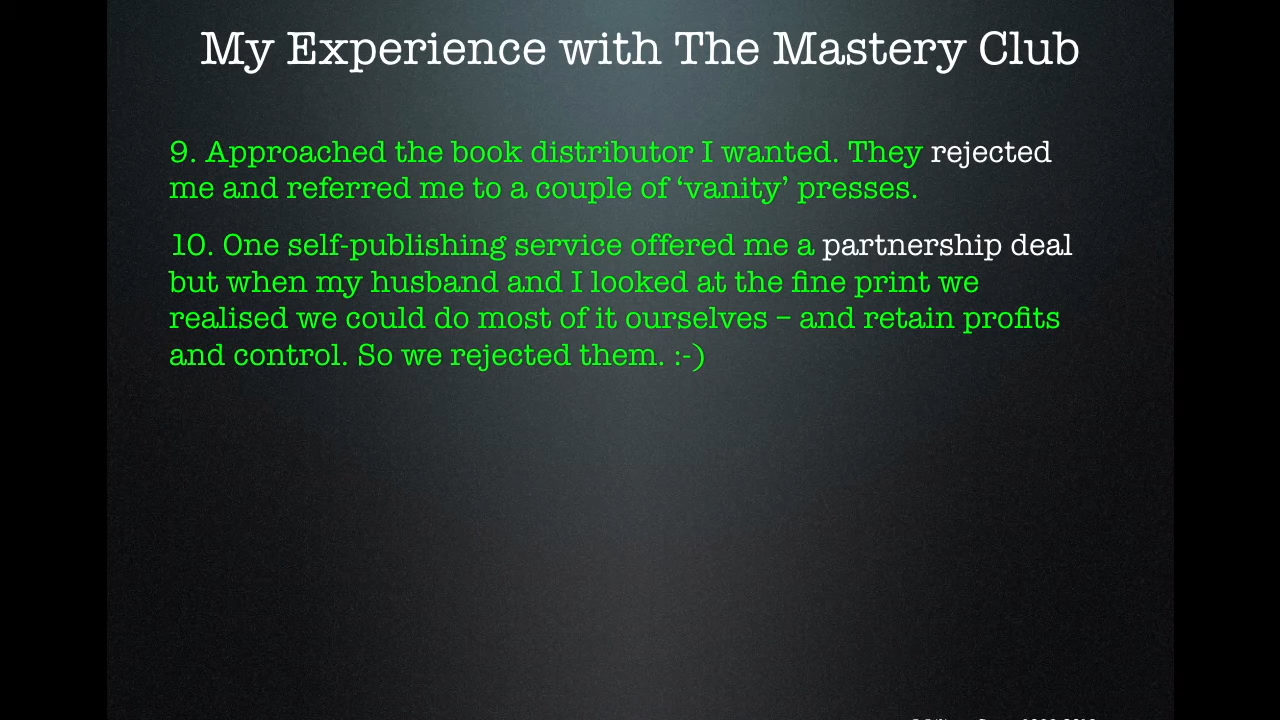 My Experience with The Mastery Club
9. Approached the book distributor I wanted. They rejected
me and referred me to a couple of ‘vanity’ presses.
10. One self-publishing service offered me a partnership deal
but when my husband and I looked at the fine print we
realised we could do most of it ourselves – and retain profits
and control. So we rejected them. :-)